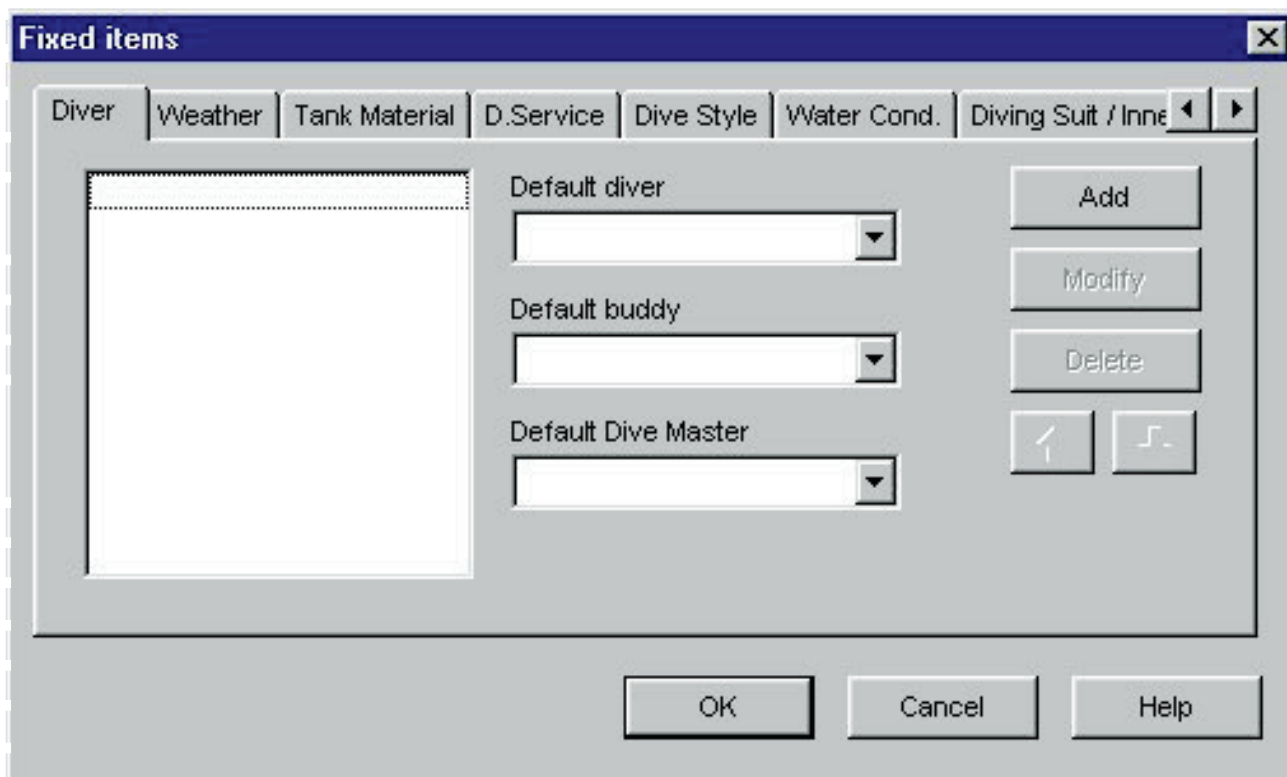 Fixed items
Diver Weather Tank Material D.Service Dive Style Water Cond. Diving Suit / Inne
Default diver
Add
Default buddy
Modify
Delete
Default Dive Master
OK Cancel Help